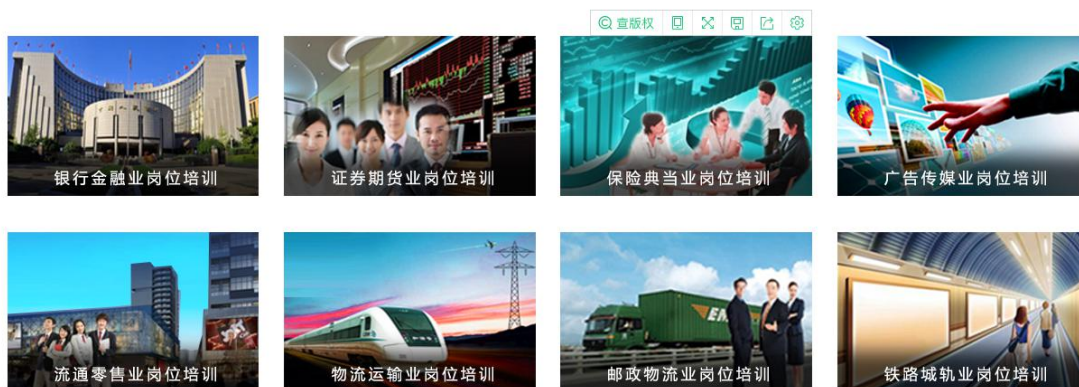 查版权
银行金融业岗位培训
证券期货业岗位培训
保险典当业岗位培训
广告传媒业岗位培训
流通零售业岗位培训
物流运输业岗位培训
邮政物流业岗位培训
铁路城轨业岗位培训